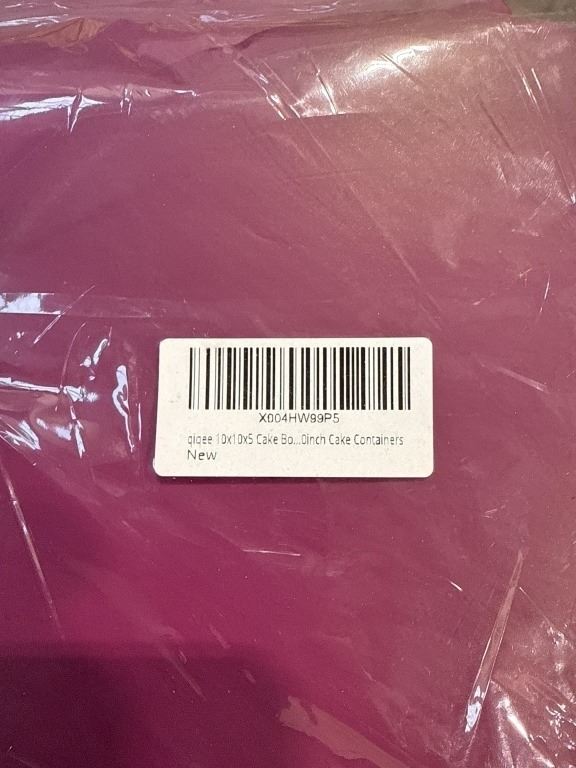 X004HW99P5
qiqee 10x10x5 Cake Bo...0inch Cake Containers
New